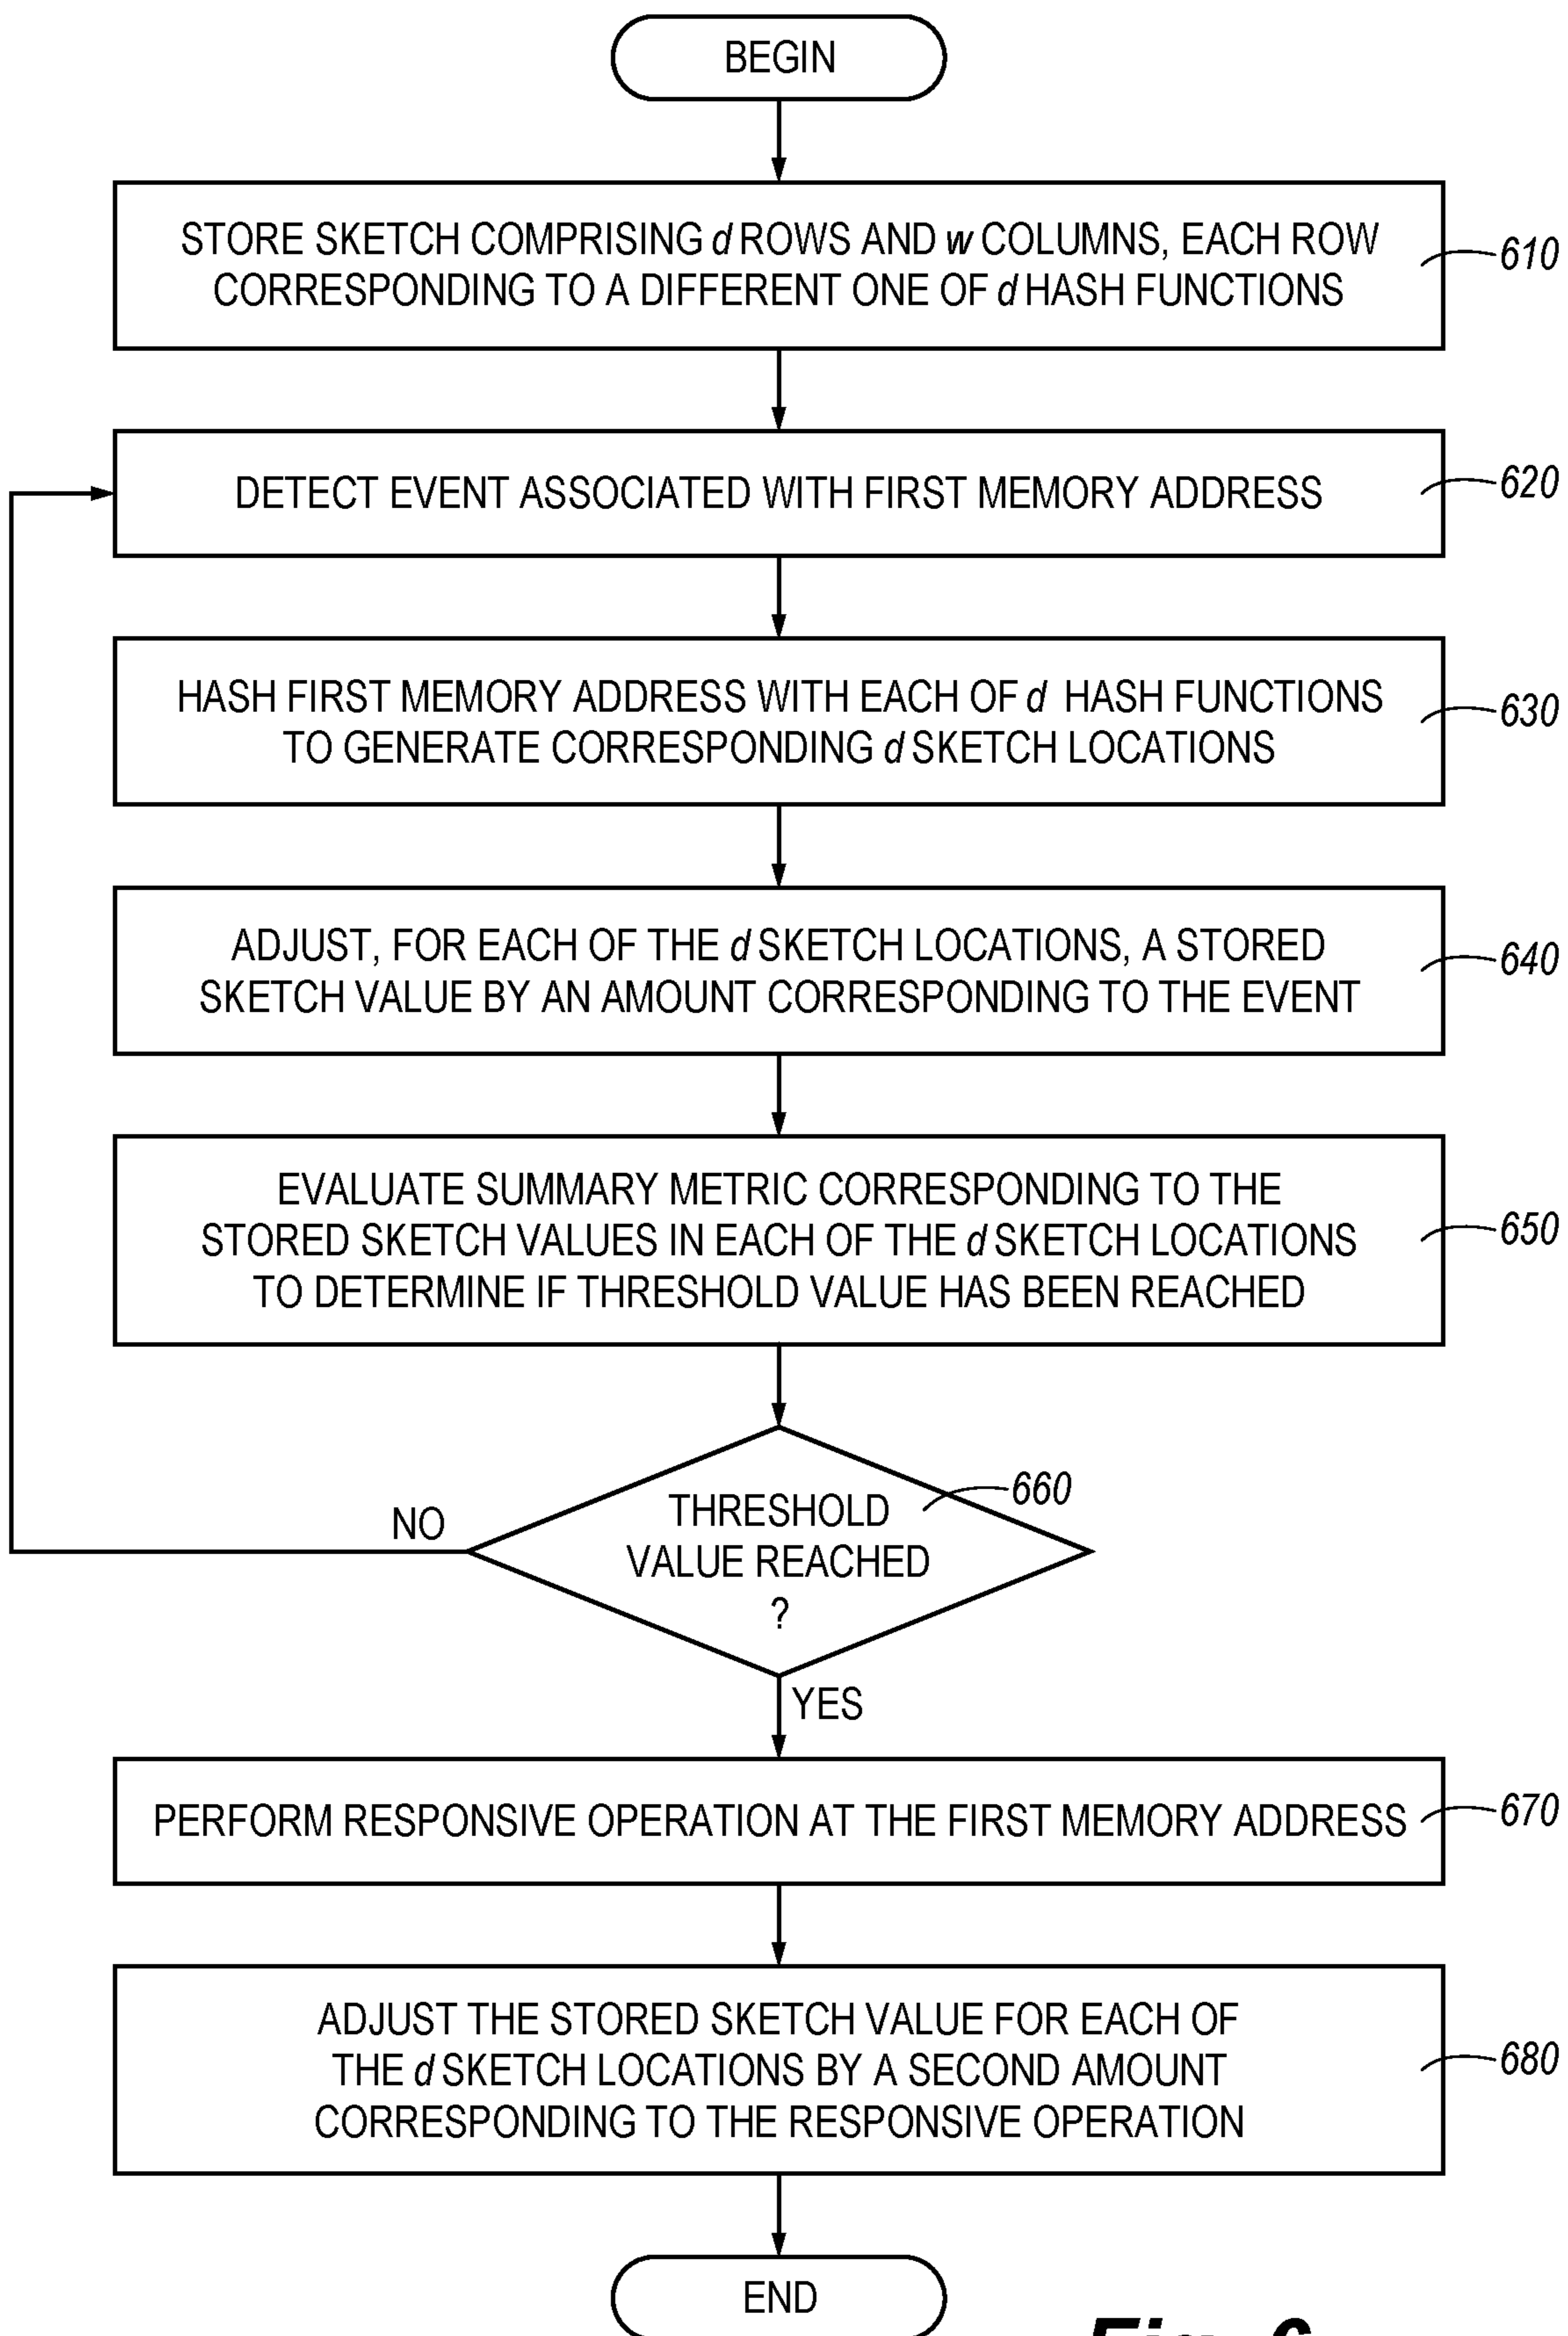 BEGIN
STORE SKETCH COMPRISING d ROWS AND w COLUMNS, EACH ROW
CORRESPONDING TO A DIFFERENT ONE OF d HASH FUNCTIONS
610
DETECT EVENT ASSOCIATED WITH FIRST MEMORY ADDRESS
620
HASH FIRST MEMORY ADDRESS WITH EACH OF d HASH FUNCTIONS
TO GENERATE CORRESPONDING d SKETCH LOCATIONS
630
ADJUST, FOR EACH OF THE d SKETCH LOCATIONS, A STORED
SKETCH VALUE BY AN AMOUNT CORRESPONDING TO THE EVENT
640
EVALUATE SUMMARY METRIC CORRESPONDING TO THE
STORED SKETCH VALUES IN EACH OF THE d SKETCH LOCATIONS
TO DETERMINE IF THRESHOLD VALUE HAS BEEN REACHED
650
660
NO
THRESHOLD
VALUE REACHED
?
YES
PERFORM RESPONSIVE OPERATION AT THE FIRST MEMORY ADDRESS
670
ADJUST THE STORED SKETCH VALUE FOR EACH OF
THE d SKETCH LOCATIONS BY A SECOND AMOUNT
CORRESPONDING TO THE RESPONSIVE OPERATION
680
END